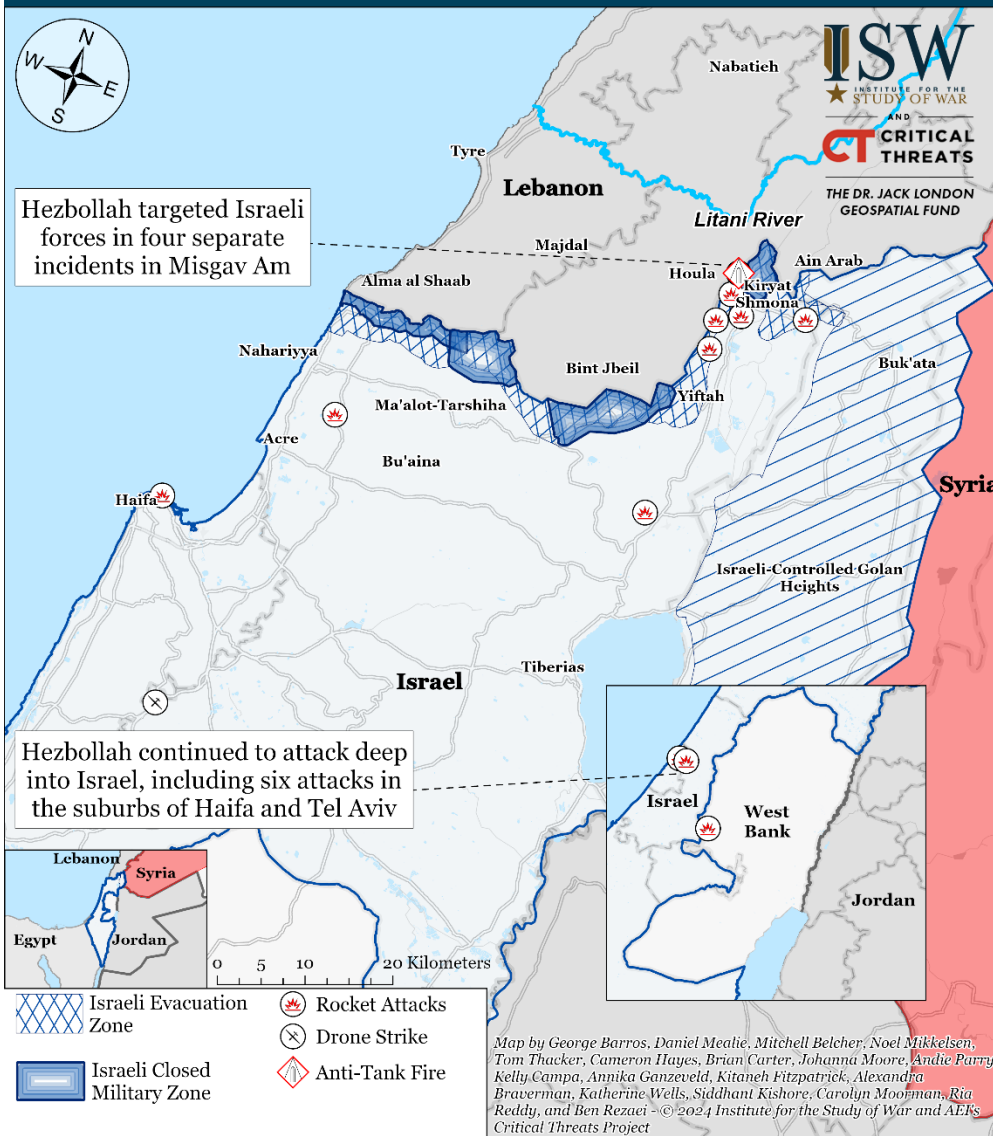 N
W
E
S
ISW
INSTITUTE FOR THE
STUDY OF WAR
AND
CT CRITICAL
THREATS
THE DR. JACK LONDON
GEOSPATIAL FUND
Nabatieh
Tyre
Lebanon
Hezbollah targeted Israeli
forces in four separate
incidents in Misgav Am
Litani River
Majdal
Houla
Ain Arab
Alma al Shaab
Kiryat
Shmona
Nahariyya
Bint Jbeil
Buk'ata
Yiftah
Ma'alot-Tarshiha
Acre
Bu'aina
Haifa
Syria
Israeli-Controlled Golan
Heights
Tiberias
Israel
Hezbollah continued to attack deep
into Israel, including six attacks in
the suburbs of Haifa and Tel Aviv
Israel
West
Bank
Jordan
Lebanon
Syria
Egypt
Jordan
0 5 10 20 Kilometers
Israeli Evacuation
Zone
Israeli Closed
Military Zone
Rocket Attacks
Drone Strike
Anti-Tank Fire
Map by George Barros, Daniel Mealie, Mitchell Belcher, Noel Mikkelsen,
Tom Thacker, Cameron Hayes, Brian Carter, Johanna Moore, Andie Parry,
Kelly Campa, Annika Ganzeveld, Kitaneh Fitzpatrick, Alexandra
Braverman, Katherine Wells, Siddhant Kishore, Carolyn Moorman, Ria
Reddy, and Ben Rezaei - © 2024 Institute for the Study of War and AEI's
Critical Threats Project